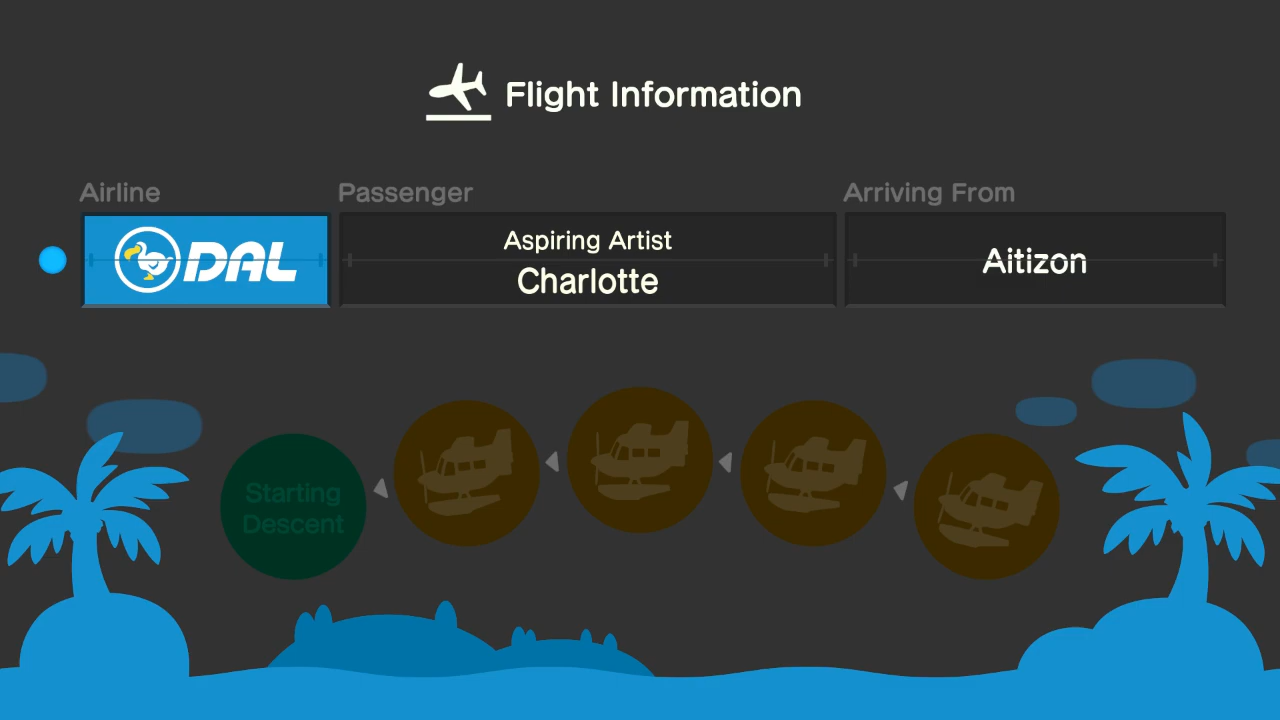 Flight Information
Airline
Passenger
Arriving From
DAL
Aspiring Artist
Charlotte
Aitizon
Starting
Descent